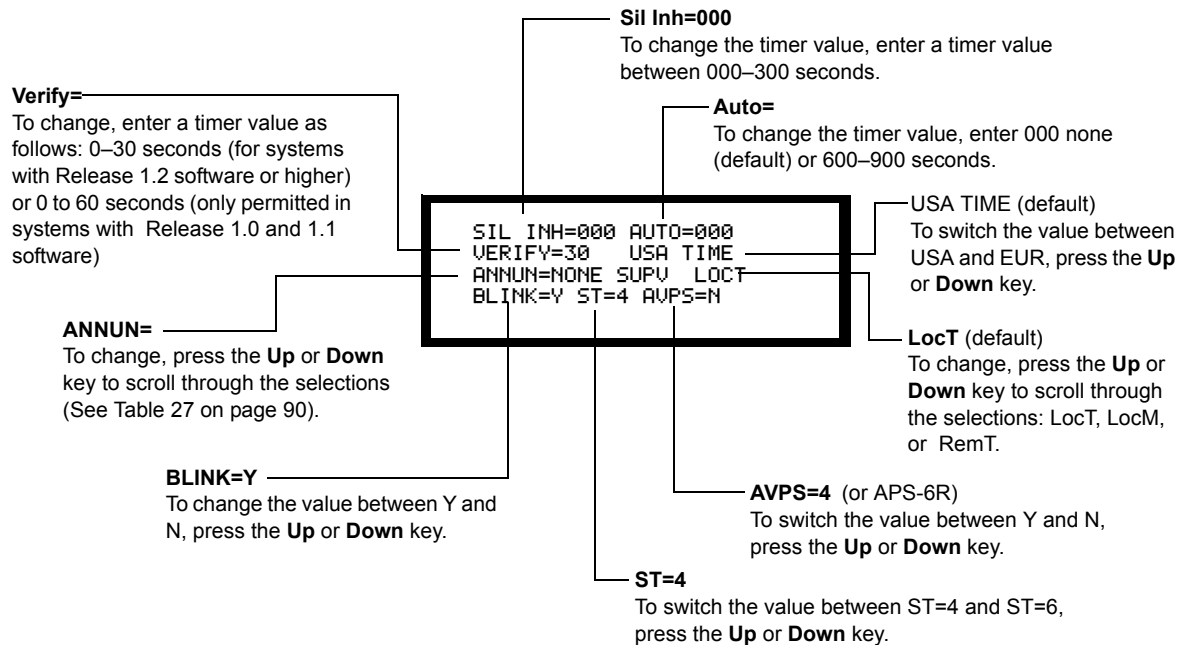 Sil Inh=000
To change the timer value, enter a timer value
between 000–300 seconds.
Verify=
To change, enter a timer value as
follows: 0–30 seconds (for systems
with Release 1.2 software or higher)
or 0 to 60 seconds (only permitted in
systems with Release 1.0 and 1.1
software)
Auto=
To change the timer value, enter 000 none
(default) or 600–900 seconds.
SIL INH=000 AUTO=000
VERIFY=30 USA TIME
ANNUN=NONE SUPV LOCT
BLINK=Y ST=4 AVPS=N
USA TIME (default)
To switch the value between
USA and EUR, press the Up
or Down key.
ANNUN=
To change, press the Up or Down
key to scroll through the selections
(See Table 27 on page 90).
LocT (default)
To change, press the Up or
Down key to scroll through
the selections: LocT, LocM,
or RemT.
BLINK=Y
To change the value between Y and
N, press the Up or Down key.
AVPS=4 (or APS-6R)
To switch the value between Y and N,
press the Up or Down key.
ST=4
To switch the value between ST=4 and ST=6,
press the Up or Down key.